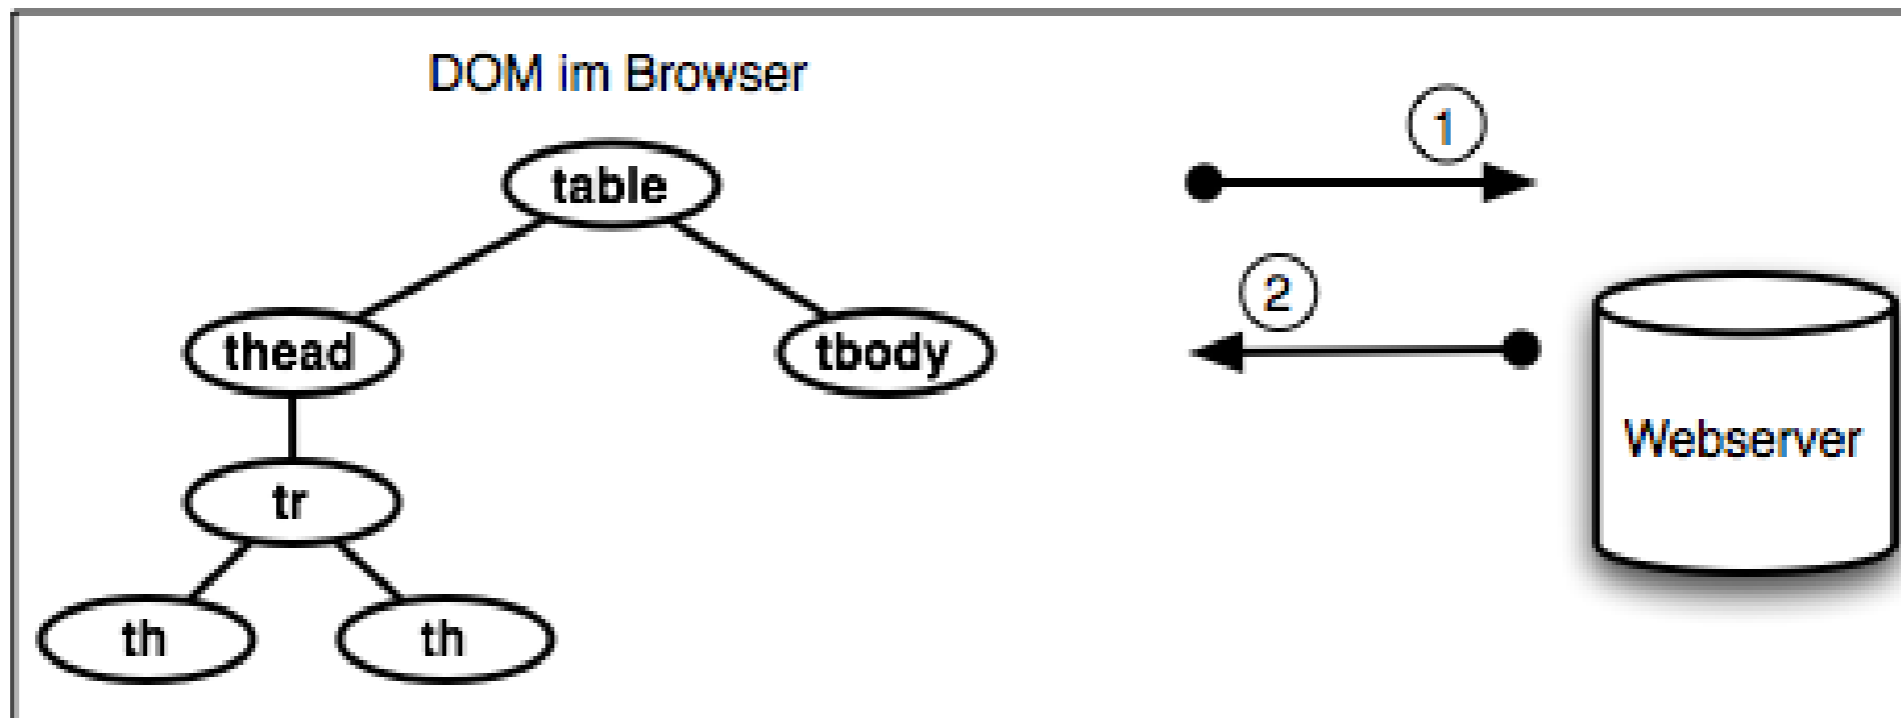 DOM im Browser
1
table
2
thead
tbody
Webserver
tr
th
th